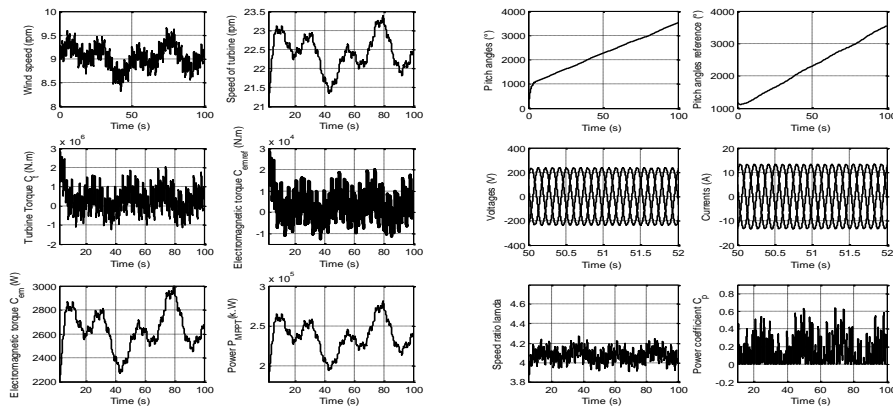 Wind speed (ipm)
10
9.5
9
8.5
8
0 20 40 60 80 100
Time (s)
Speed of turbine (ipm)
23.5
23
22.5
22
21.5
21
0 20 40 60 80 100
Time (s)
Pitch angles (°)
4000
3000
2000
1000
0
0 50 100
Time (s)
Pitch angles reference (°)
4000
3000
2000
1000
0 50 100
Time (s)
Turbine Torque C
x 10^6
3
2
1
0
-1
-2
0 20 40 60 80 100
Time (s)
Electromagnetic torque C_emref (N.m)
x 10^4
3
2
1
0
-1
0 20 40 60 80 100
Time (s)
Voltages (V)
400
200
0
-200
-400
50 50.5 51 51.5 52
Time (s)
Currents (A)
20
10
0
-10
-20
50 50.5 51 51.5 52
Time (s)
Electromagnetic torque C_em (W)
3000
2800
2600
2400
2200
0 20 40 60 80 100
Time (s)
Power P_MPPT (k.W)
x 10^5
3
2.5
2
0 20 40 60 80 100
Time (s)
Speed ratio lamda
4.6
4.4
4.2
4
3.8
20 40 60 80 100
Time (s)
Power coefficient C_p
0.8
0.6
0.4
0.2
0
-0.2
20 40 60 80 100
Time (s)